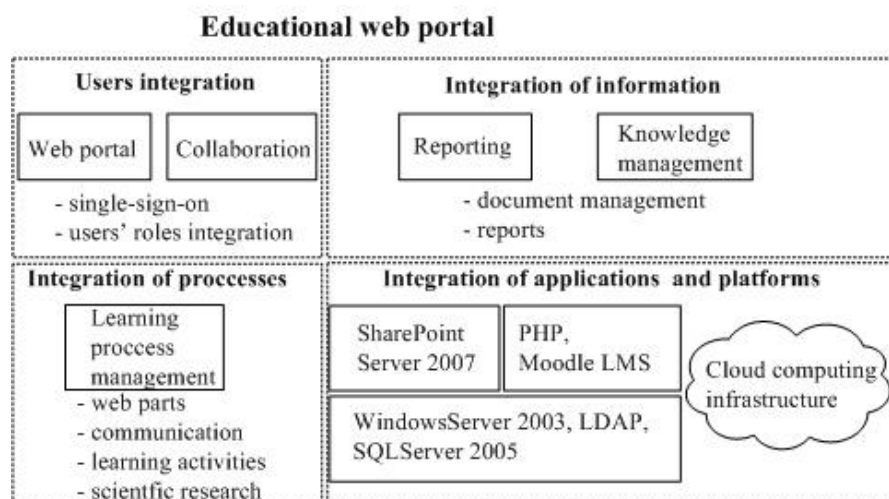 Educational web portal
Users integration
Web portal
Collaboration
- single-sign-on
- users' roles integration
Integration of information
Reporting
Knowledge
management
- document management
- reports
Integration of proccesses
Learning
proccess
management
- web parts
- communication
- learning activities
- scientfic research
Integration of applications and platforms
SharePoint
Server 2007
PHP,
Moodle LMS
WindowsServer 2003, LDAP,
SQLServer 2005
Cloud computing
infrastructure